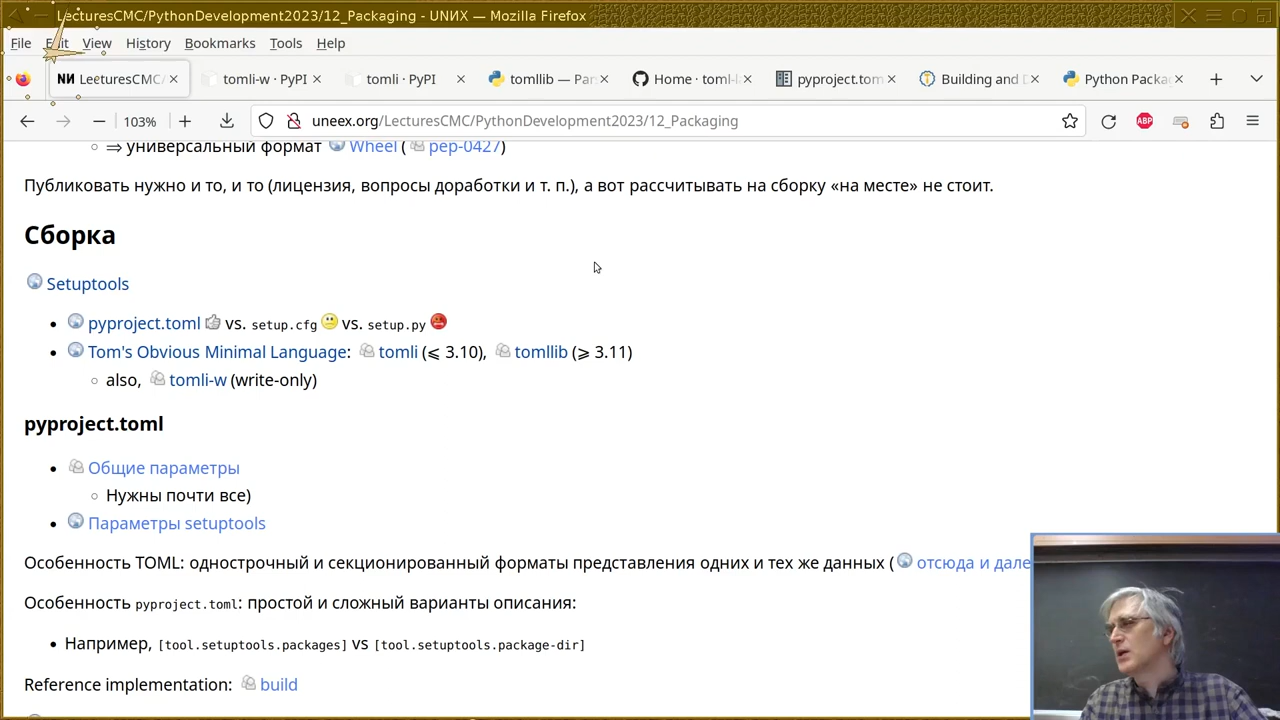 LecturesCMC/PythonDevelopment2023/12_Packaging - UNИX — Mozilla Firefox
File Edit View History Bookmarks Tools Help
LecturesCMC/ tomli-w · PyPI tomli · PyPI tomllib — Par Home · toml-l pyproject.tom Building and D Python Packa
103% uneex.org/LecturesCMC/PythonDevelopment2023/12_Packaging ABP
⇒ универсальный формат Wheel (pep-0427)
Публиковать нужно и то, и то (лицензия, вопросы доработки и т. п.), а вот рассчитывать на сборку «на месте» не стоит.
Сборка
Setuptools
pyproject.toml vs. setup.cfg vs. setup.py
Tom's Obvious Minimal Language: tomli (⩽ 3.10), tomllib (⩾ 3.11)
also, tomli-w (write-only)
pyproject.toml
Общие параметры
Нужны почти все)
Параметры setuptools
Особенность TOML: однострочный и секционированный форматы представления одних и тех же данных (отсюда и дале
Особенность pyproject.toml: простой и сложный варианты описания:
Например, [tool.setuptools.packages] vs [tool.setuptools.package-dir]
Reference implementation: build